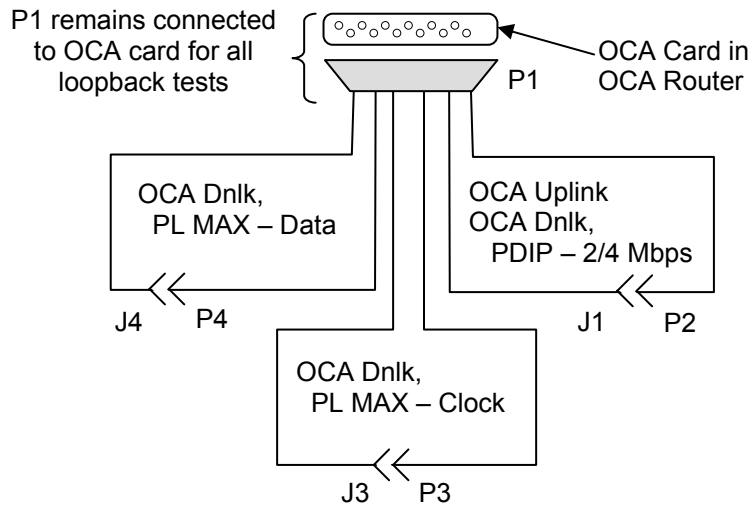 P1 remains connected
to OCA card for all
loopback tests
OCA Card in
OCA Router
P1
OCA Dnlk,
PL MAX – Data
OCA Uplink
OCA Dnlk,
PDIP – 2/4 Mbps
J4
P4
J1
P2
OCA Dnlk,
PL MAX – Clock
J3
P3